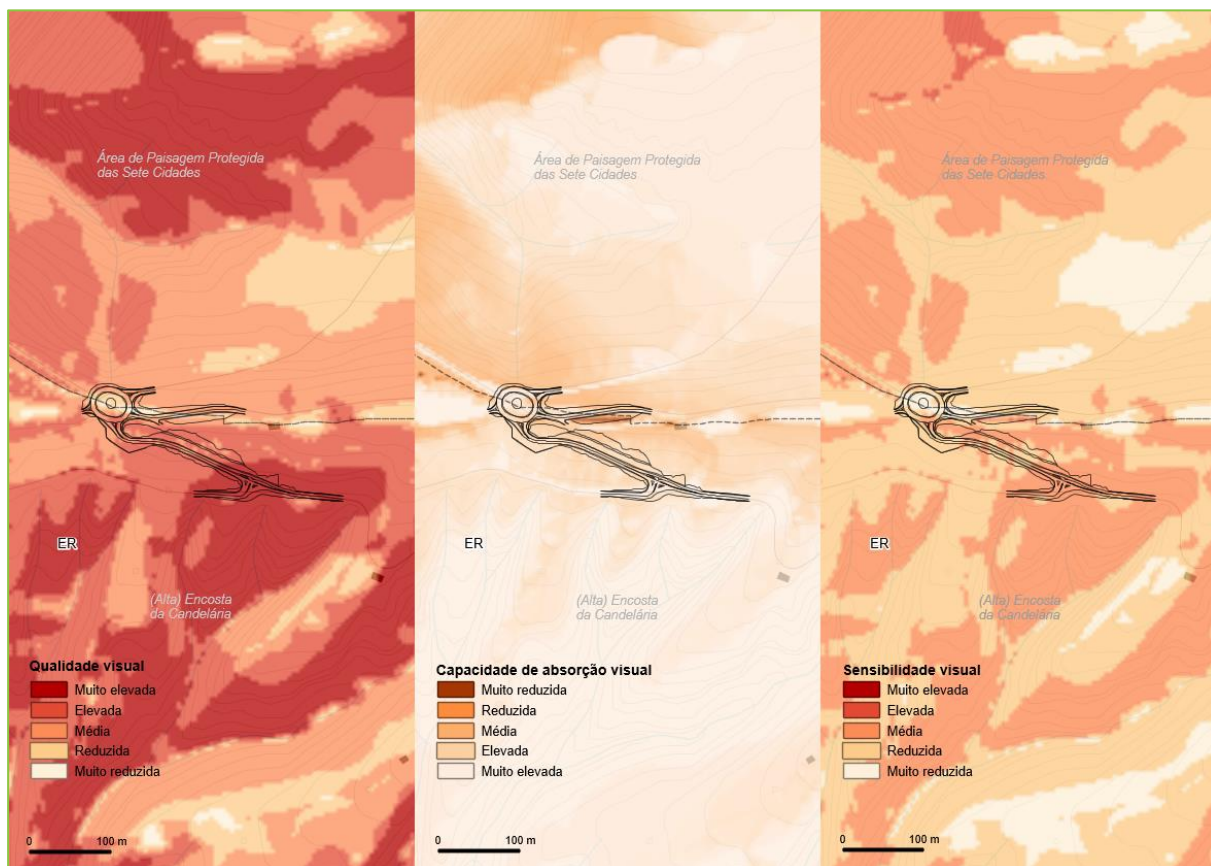 Área de Paisagem Protegida
das Sete Cidades
ER
(Alta) Encosta
da Candelária
Qualidade visual
Muito elevada
Elevada
Média
Reduzida
Muito reduzida
0 100 m
Área de Paisagem Protegida
das Sete Cidades
ER
(Alta) Encosta
da Candelária
Capacidade de absorção visual
Muito reduzida
Reduzida
Média
Elevada
Muito elevada
0 100 m
Área de Paisagem Protegida
das Sete Cidades
ER
(Alta) Encosta
da Candelária
Sensibilidade visual
Muito elevada
Elevada
Média
Reduzida
Muito reduzida
0 100 m